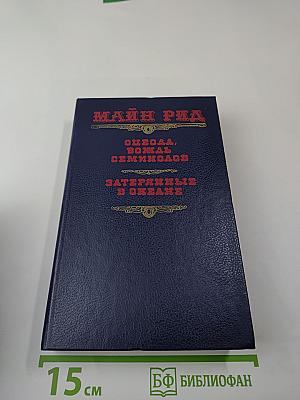 МАЙН РИД
ОЦЕОЛА,
ВОЖДЬ
СЕМИНОЛОВ
ЗАТЕРЯННЫЕ
В ОКЕАНЕ
15 см
БФ БИБЛИОФАН